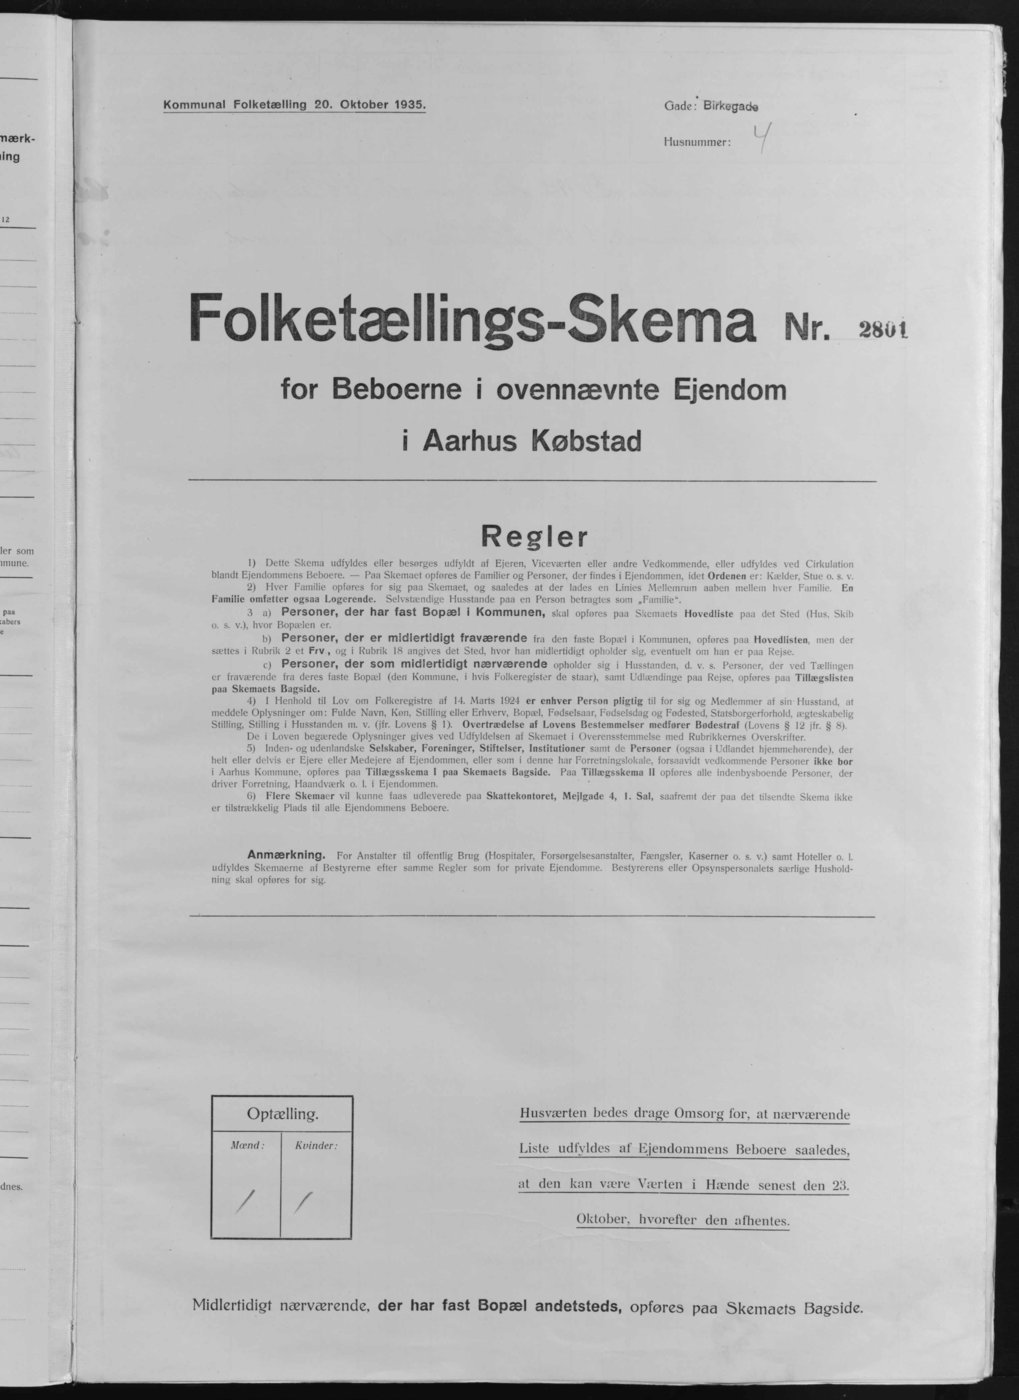 Kommunal Folketælling 20. Oktober 1935.
Gade: Birkegade
Husnummer: 4
Folketællings-Skema Nr. 2801
for Beboerne i ovennævnte Ejendom
i Aarhus Købstad
Regler
1) Dette Skema udfyldes eller besørges udfyldt af Ejeren, Viceværten eller andre Vedkommende, eller udfyldes ved Cirkulation
blandt Ejendommens Beboere. — Paa Skemaet opføres de Familier og Personer, der findes i Ejendommen, idet Ordenen er: Kælder, Stue o. s. v.
2) Hver Familie opføres for sig paa Skemaet, og saaledes at der lades en Linies Mellemrum aaben mellem hver Familie. En
Familie omfatter ogsaa Logerende. Selvstændige Husstande paa en Person betragtes som „Familie“.
3 a) Personer, der har fast Bopæl i Kommunen, skal opføres paa Skemaets Hovedliste paa det Sted (Hus, Skib
o. s. v.), hvor Bopælen er.
b) Personer, der er midlertidigt fraværende fra den faste Bopæl i Kommunen, opføres paa Hovedlisten, men der
sættes i Rubrik 2 et Frv., og i Rubrik 18 angives det Sted, hvor han midlertidigt opholder sig, eventuelt om han er paa Rejse.
c) Personer, der som midlertidigt nærværende opholder sig i Husstanden, d. v. s. Personer, der ved Tællingen
er fraværende fra deres faste Bopæl (den Kommune, i hvis Folkeregister de staar), samt Udlændinge paa Rejse, opføres paa Tillægslisten
paa Skemaets Bagside.
4) I Henhold til Lov om Folkeregistre af 14. Marts 1924 er enhver Person pligtig til for sig og Medlemmer af sin Husstand, at
meddele Oplysninger om: Fulde Navn, Køn, Stilling eller Erhverv, Bopæl, Fødselsaar, Fødselsdag og Fødested, Statsborgerforhold, ægteskabelig
Stilling, Stilling i Husstanden m. v. (jfr. Lovens § 1). Overtrædelse af Lovens Bestemmelser medfører Bødestraf (Lovens § 12 jfr. § 8).
De i Loven begærede Oplysninger gives ved Udfyldelsen af Skemaet i Overensstemmelse med Rubrikkernes Overskrifter.
5) Inden- og udenlandske Selskaber, Foreninger, Stiftelser, Institutioner samt de Personer (ogsaa i Udlandet hjemmehørende), der
helt eller delvis er Ejere eller Medejere af Ejendommen, eller som i denne har Forretningslokale, forsaavidt vedkommende Personer ikke bor
i Aarhus Kommune, opføres paa Tillægsskema I paa Skemaets Bagside. Paa Tillægsskema II opføres alle indenbysboende Personer, der
driver Forretning, Haandværk o. l. i Ejendommen.
6) Flere Skemaer vil kunne faas udleverede paa Skattekontoret, Mejlgade 4, 1. Sal, saafremt der paa det tilsendte Skema ikke
er tilstrækkelig Plads til alle Ejendommens Beboere.
Anmærkning. For Anstalter til offentlig Brug (Hospitaler, Forsørgelsesanstalter, Fængsler, Kaserner o. s. v.) samt Hoteller o. l.
udfyldes Skemaerne af Bestyrerne efter samme Regler som for private Ejendomme. Bestyrerens eller Opsynspersonalets særlige Hushold-
ning skal opføres for sig.
Optælling.
Mænd: Kvinder:
1 1
Husværten bedes drage Omsorg for, at nærværende
Liste udfyldes af Ejendommens Beboere saaledes,
at den kan være Værten i Hænde senest den 23.
Oktober, hvorefter den afhentes.
Midlertidigt nærværende, der har fast Bopæl andetsteds, opføres paa Skemaets Bagside.